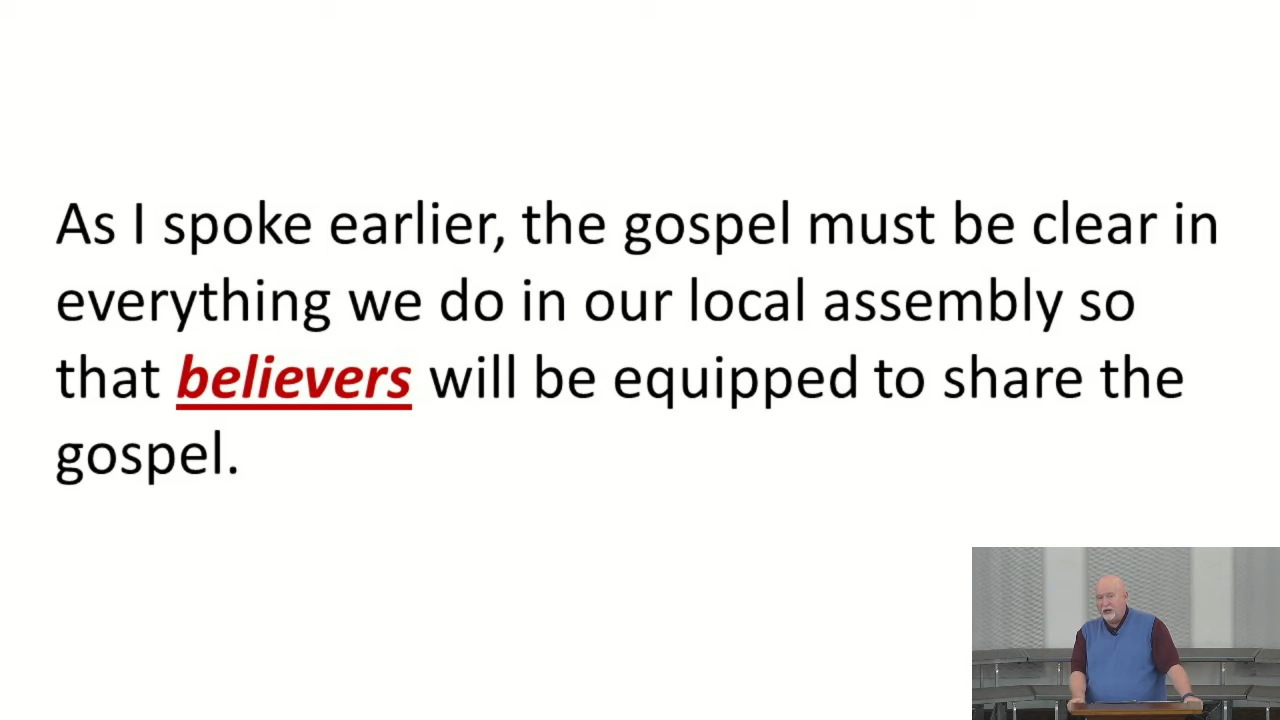 As I spoke earlier, the gospel must be clear in
everything we do in our local assembly so
that believers will be equipped to share the
gospel.